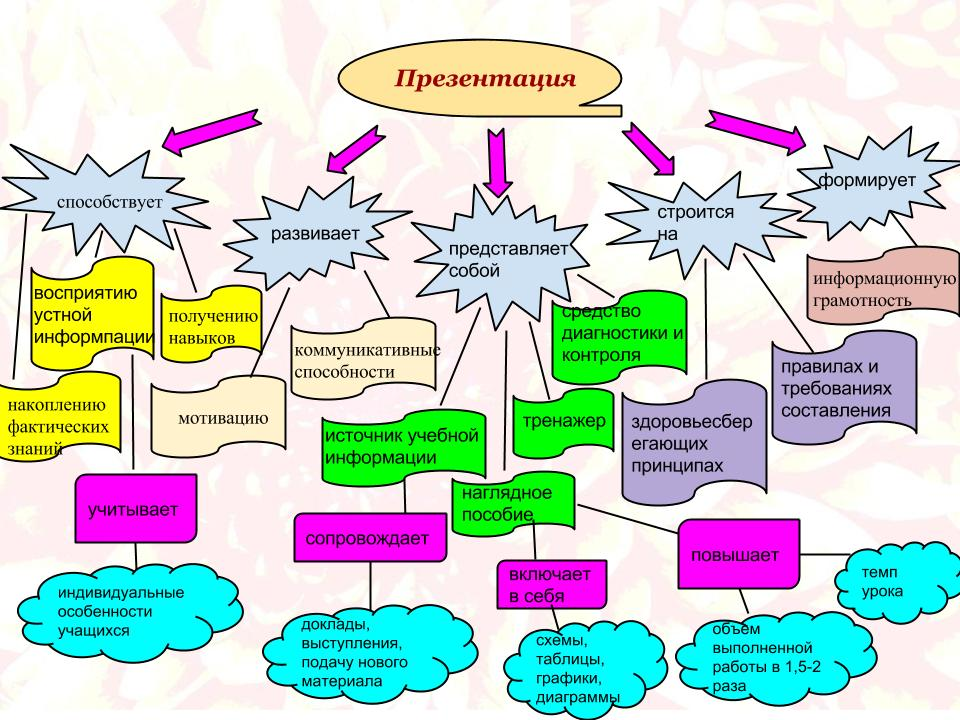 Презентация
способствует
развивает
представляет
собой
строится
на
формирует
восприятию
устной
информпации
получению
навыков
накоплению
фактических
знаний
мотивацию
коммуникативные
способности
источник учебной
информации
средство
диагностики и
контроля
тренажер
наглядное
пособие
здоровьесбер
егающих
принципах
правилах и
требованиях
составления
информационную
грамотность
учитывает
сопровождает
включает
в себя
повышает
индивидуальные
особенности
учащихся
доклады,
выступления,
подачу нового
материала
схемы,
таблицы,
графики,
диаграммы
объем
выполненной
работы в 1,5-2
раза
темп
урока